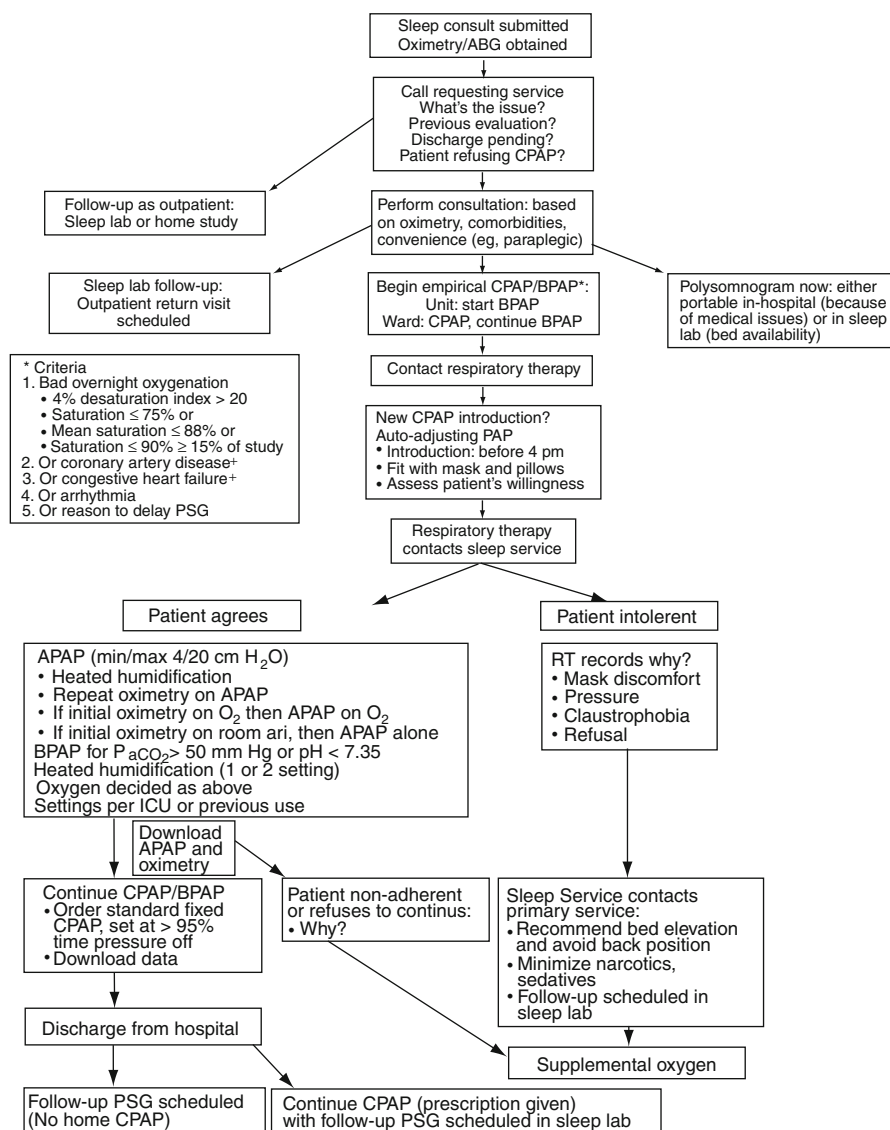 Sleep consult submitted
Oximetry/ABG obtained
Call requesting service
What's the issue?
Previous evaluation?
Discharge pending?
Patient refusing CPAP?
Follow-up as outpatient:
Sleep lab or home study
Perform consultation: based
on oximetry, comorbidities,
convenience (eg, paraplegic)
Sleep lab follow-up:
Outpatient return visit
scheduled
Begin empirical CPAP/BPAP*:
Unit: start BPAP
Ward: CPAP, continue BPAP
Polysomnogram now: either
portable in-hospital (because
of medical issues) or in sleep
lab (bed availability)
* Criteria
1. Bad overnight oxygenation
• 4% desaturation index > 20
• Saturation ≤ 75% or
• Mean saturation ≤ 88% or
• Saturation ≤ 90% ≥ 15% of study
2. Or coronary artery disease+
3. Or congestive heart failure+
4. Or arrhythmia
5. Or reason to delay PSG
Contact respiratory therapy
New CPAP introduction?
Auto-adjusting PAP
• Introduction: before 4 pm
• Fit with mask and pillows
• Assess patient's willingness
Respiratory therapy
contacts sleep service
Patient agrees
Patient intolerent
APAP (min/max 4/20 cm H2O)
• Heated humidification
• Repeat oximetry on APAP
• If initial oximetry on O2 then APAP on O2
• If initial oximetry on room ari, then APAP alone
BPAP for PaCO2> 50 mm Hg or pH < 7.35
Heated humidification (1 or 2 setting)
Oxygen decided as above
Settings per ICU or previous use
RT records why?
• Mask discomfort
• Pressure
• Claustrophobia
• Refusal
Download
APAP and
oximetry
Continue CPAP/BPAP
• Order standard fixed
CPAP, set at > 95%
time pressure off
• Download data
Patient non-adherent
or refuses to continus:
• Why?
Sleep Service contacts
primary service:
• Recommend bed elevation
and avoid back position
• Minimize narcotics,
sedatives
• Follow-up scheduled in
sleep lab
Discharge from hospital
Supplemental oxygen
Follow-up PSG scheduled
(No home CPAP)
Continue CPAP (prescription given)
with follow-up PSG scheduled in sleep lab